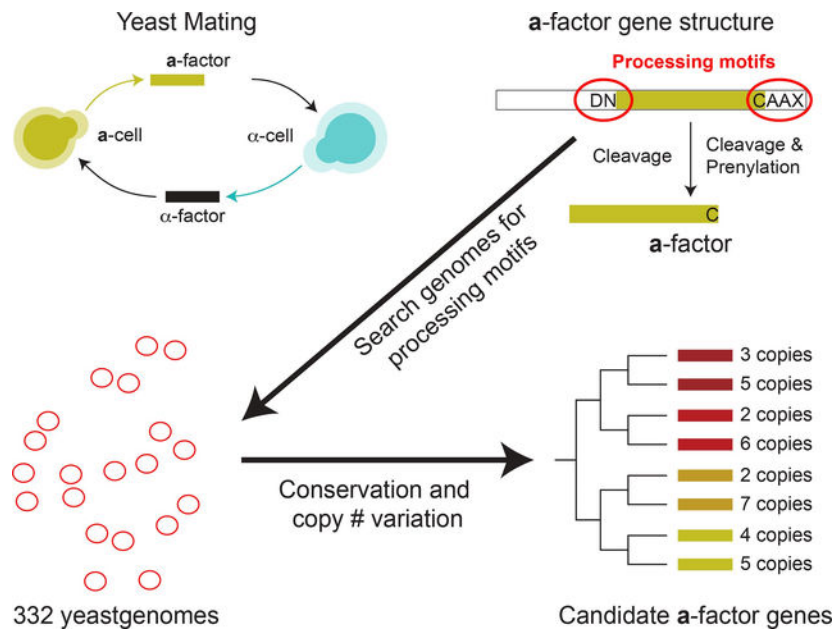 Yeast Mating
a-factor
a-cell
α-cell
α-factor
a-factor gene structure
Processing motifs
DN
CAAX
Cleavage
Cleavage &
Prenylation
C
a-factor
Search genomes for
processing motifs
332 yeastgenomes
Conservation and
copy # variation
3 copies
5 copies
2 copies
6 copies
2 copies
7 copies
4 copies
5 copies
Candidate a-factor genes